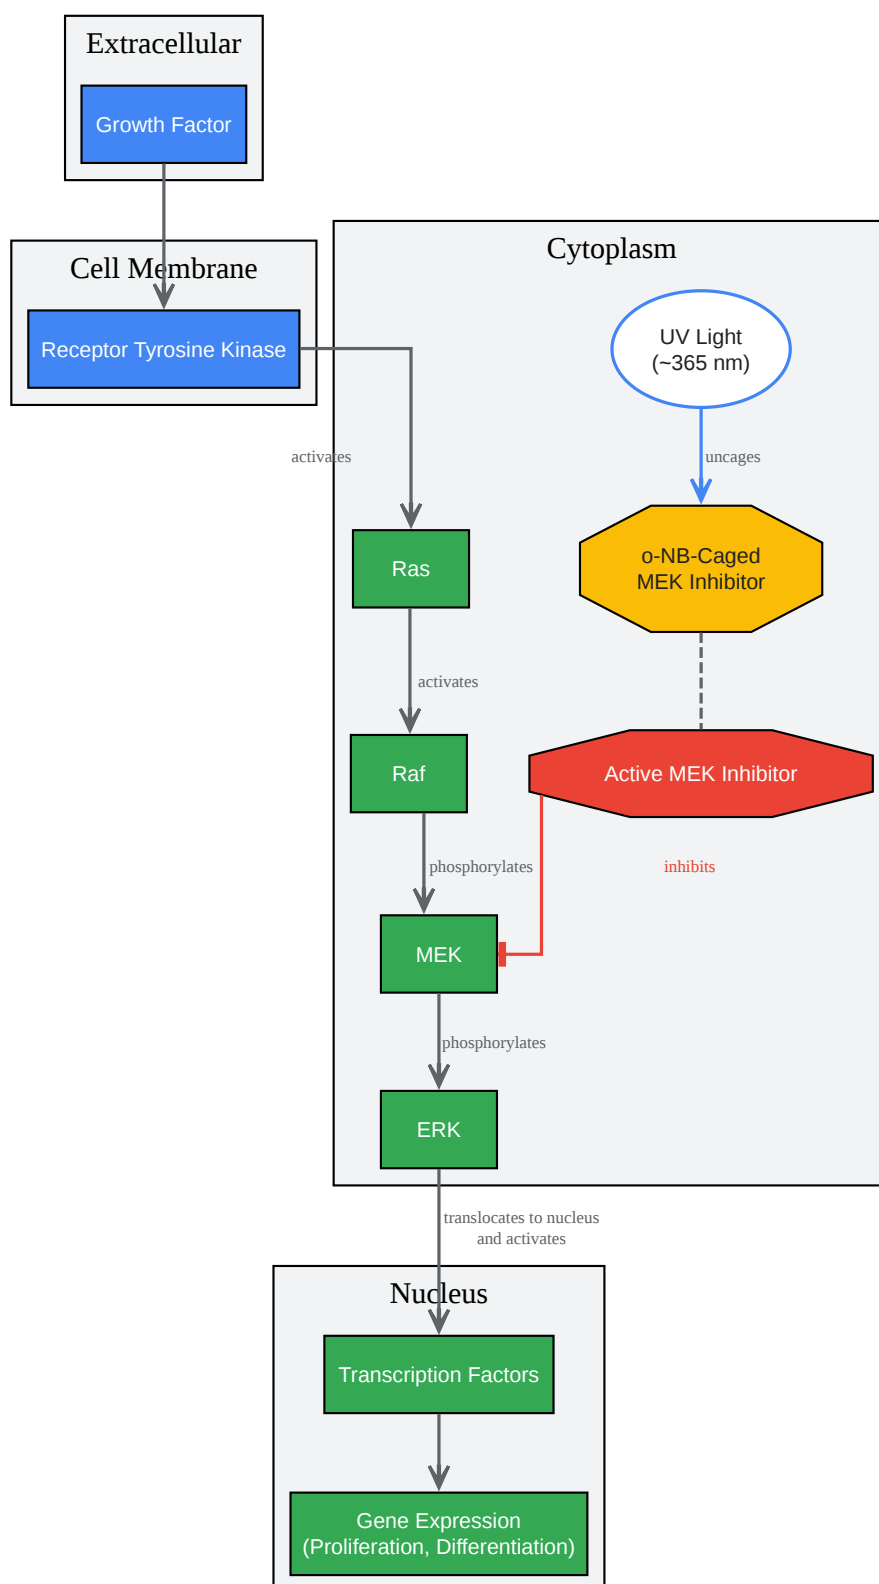 Extracellular
Growth Factor
Cell Membrane
Receptor Tyrosine Kinase
Cytoplasm
UV Light
(~365 nm)
activates
uncages
o-NB-Caged
MEK Inhibitor
Ras
activates
Raf
Active MEK Inhibitor
phosphorylates
inhibits
MEK
phosphorylates
ERK
translocates to nucleus
and activates
Nucleus
Transcription Factors
Gene Expression
(Proliferation, Differentiation)